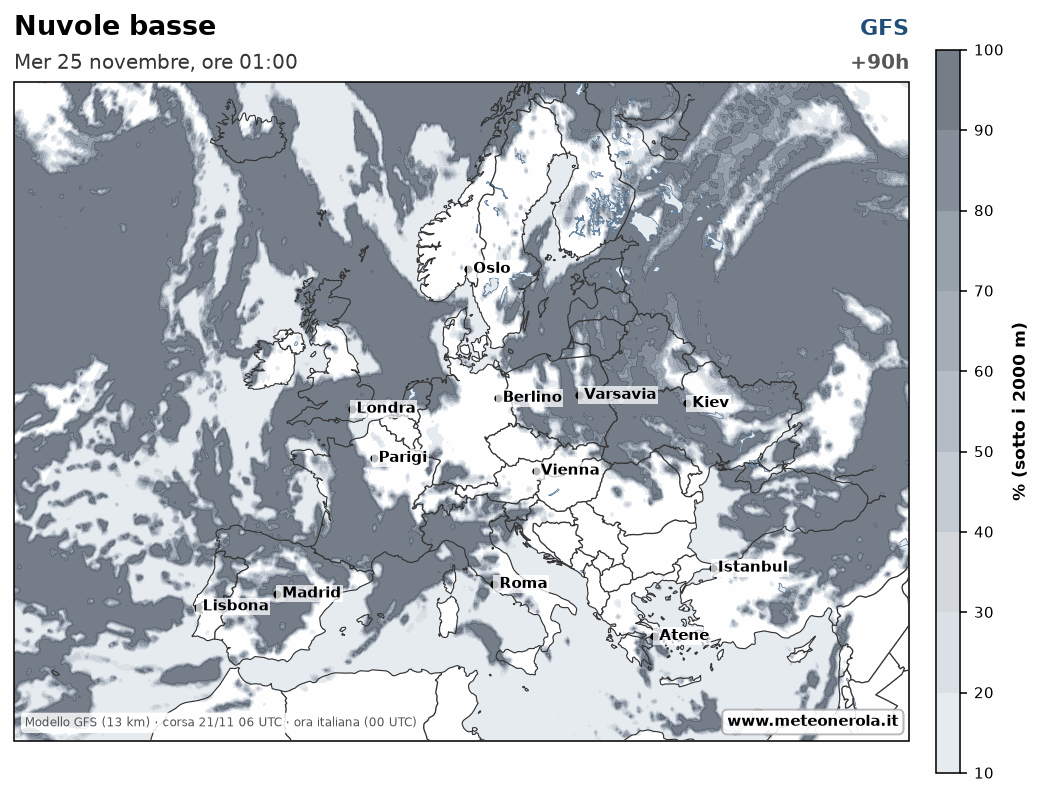 Nuvole basse
GFS
Mer 25 novembre, ore 01:00
+90h
Oslo
Londra
Berlino
Varsavia
Kiev
Parigi
Vienna
Madrid
Lisbona
Roma
Istanbul
Atene
Modello GFS (13 km) · corsa 21/11 06 UTC · ora italiana (00 UTC)
www.meteonerola.it
100
90
80
70
60
50
40
30
20
10
% (sotto i 2000 m)